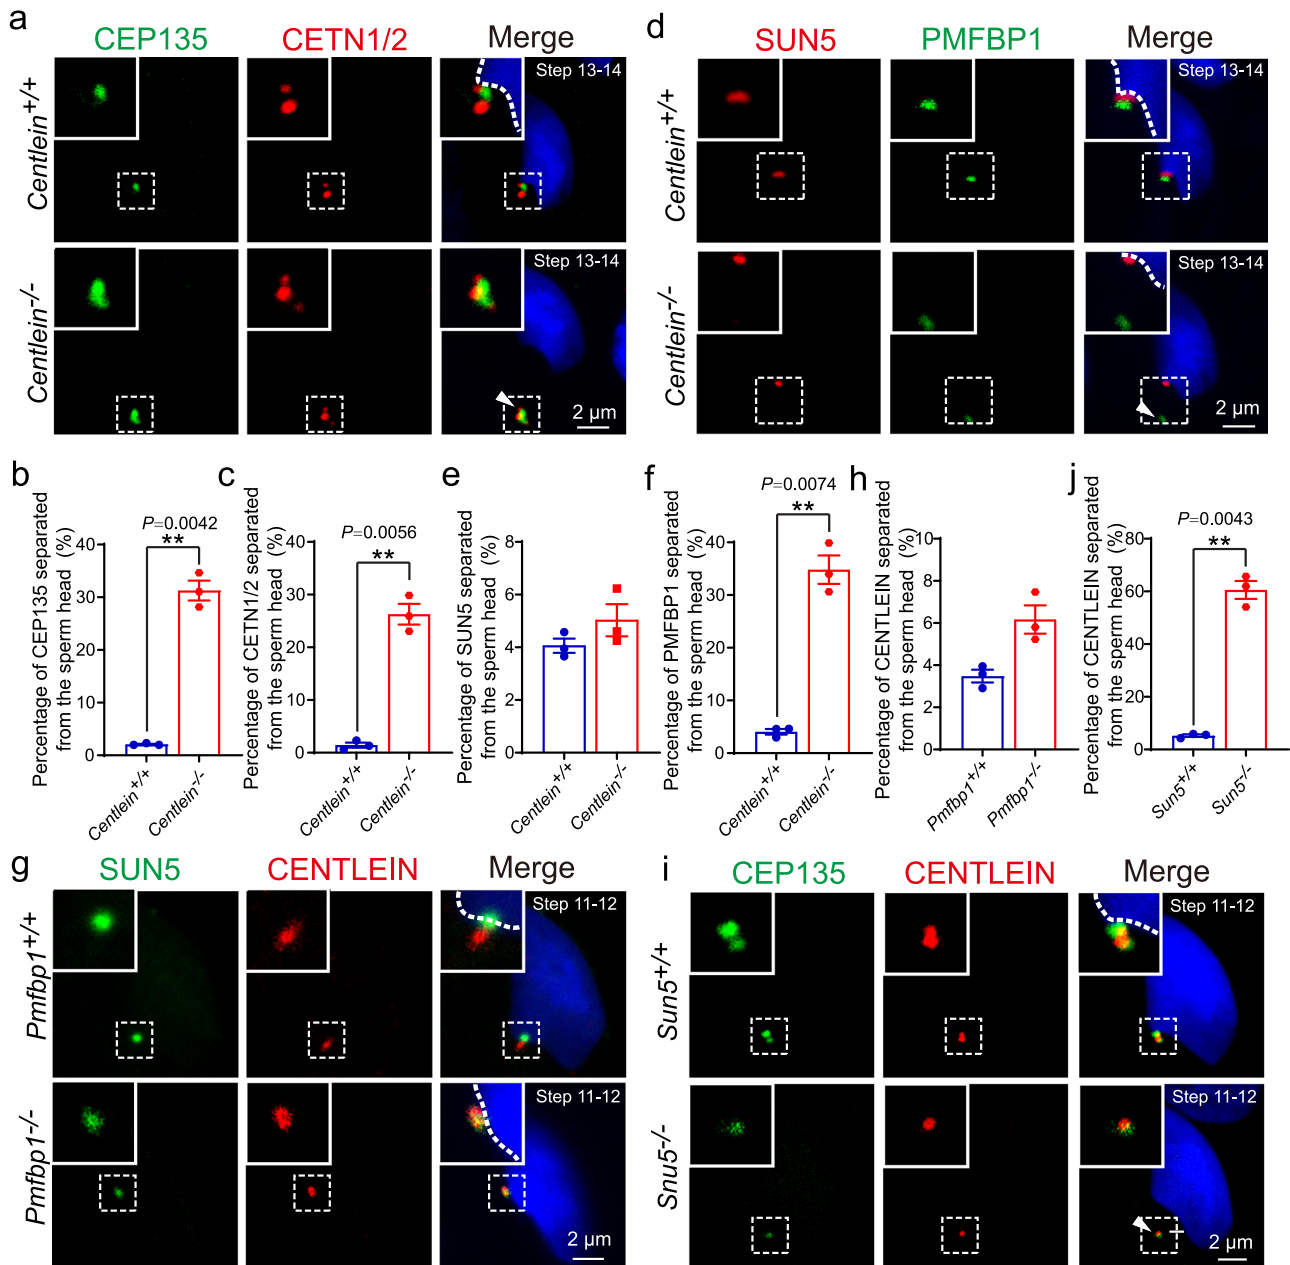 a
CEP135 CETN1/2 Merge
Centlein+/+
Step 13-14
Centlein-/-
Step 13-14
2 μm
d
SUN5 PMFBP1 Merge
Centlein+/+
Step 13-14
Centlein-/-
Step 13-14
2 μm
b
Percentage of CEP135 separated
from the sperm head (%)
P=0.0042
**
40
30
20
10
0
Centlein+/+
Centlein-/-
c
Percentage of CETN1/2 separated
from the sperm head (%)
P=0.0056
**
40
30
20
10
0
Centlein+/+
Centlein-/-
e
Percentage of SUN5 separated
from the sperm head (%)
8
6
4
2
0
Centlein+/+
Centlein-/-
f
Percentage of PMFBP1 separated
from the sperm head (%)
P=0.0074
**
40
30
20
10
0
Centlein+/+
Centlein-/-
h
Percentage of CENTLEIN separated
from the sperm head (%)
10
8
6
4
2
0
Pmfbp1+/+
Pmfbp1-/-
j
Percentage of CENTLEIN separated
from the sperm head (%)
P=0.0043
**
80
60
40
20
0
Sun5+/+
Sun5-/-
g
SUN5 CENTLEIN Merge
Pmfbp1+/+
Step 11-12
Pmfbp1-/-
Step 11-12
2 μm
i
CEP135 CENTLEIN Merge
Sun5+/+
Step 11-12
Snu5-/-
Step 11-12
2 μm